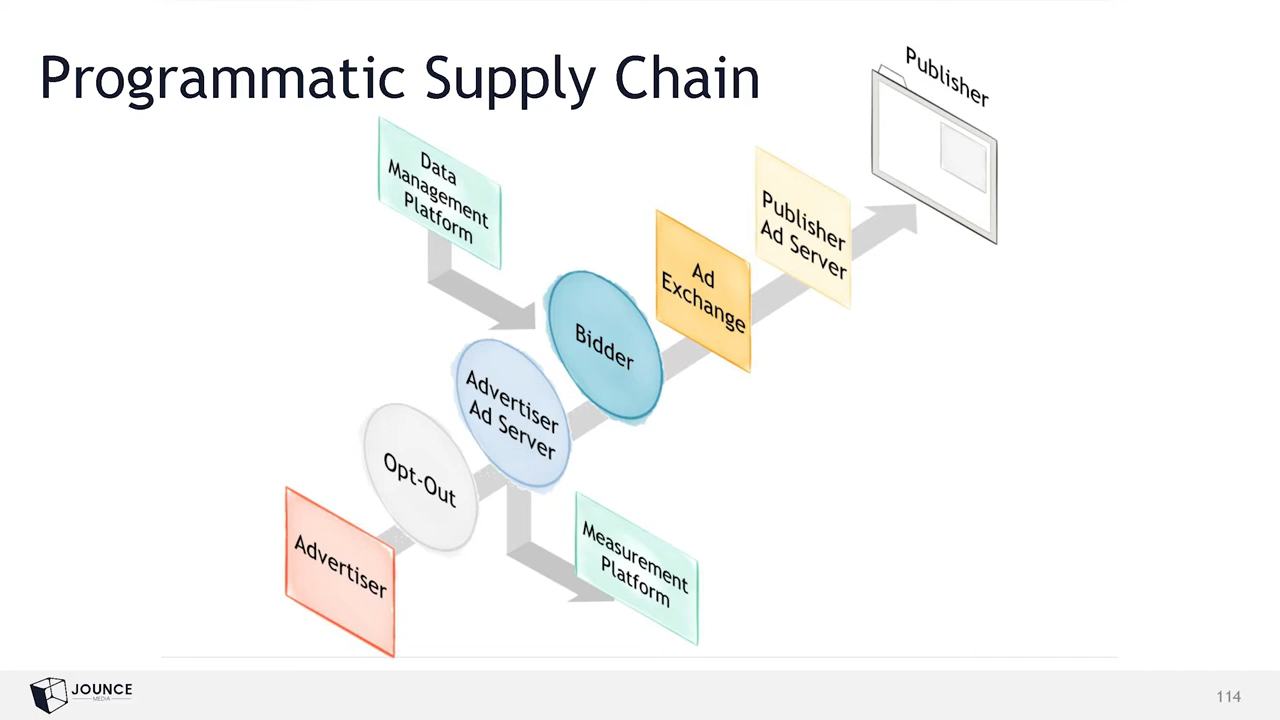 Programmatic Supply Chain
Publisher
Data
Management
Platform
Publisher
Ad Server
Ad
Exchange
Bidder
Advertiser
Ad Server
Opt-Out
Advertiser
Measurement
Platform
JOUNCE
MEDIA
114